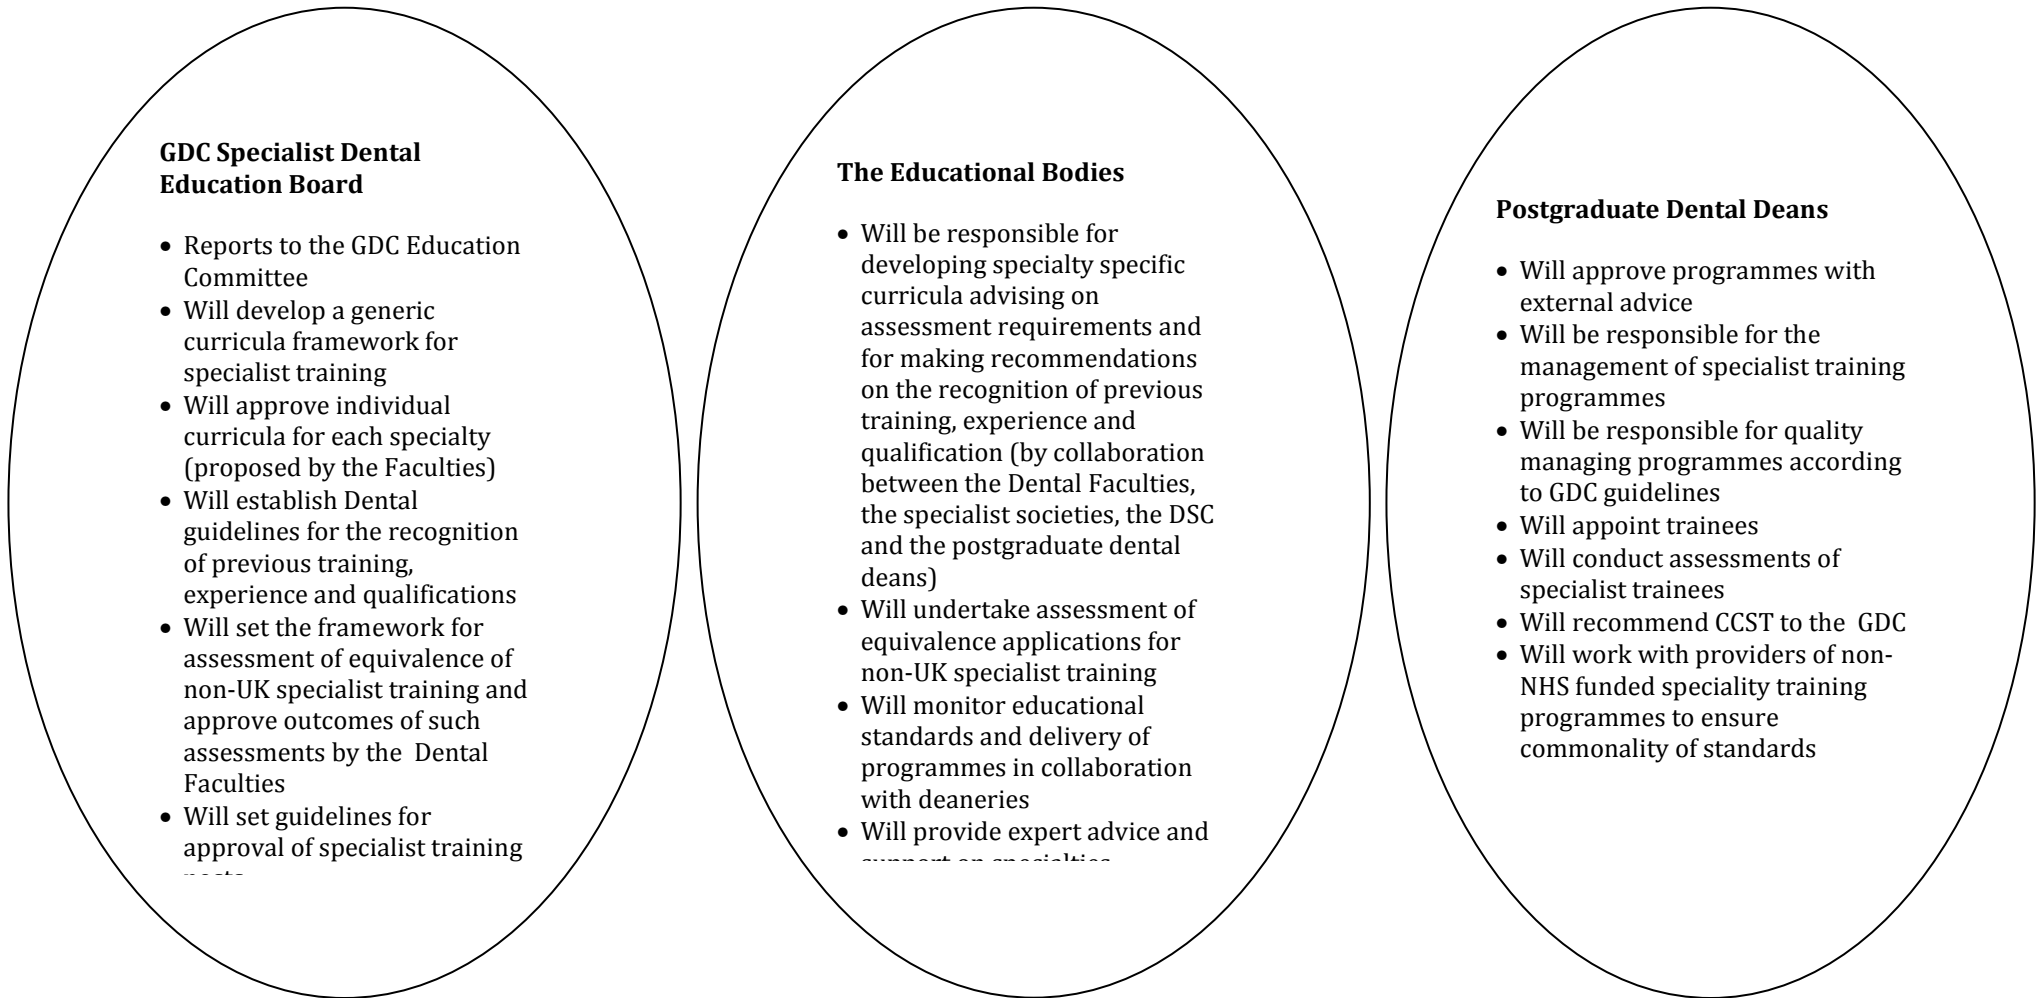 GDC Specialist Dental
Education Board
• Reports to the GDC Education
Committee
• Will develop a generic
curricula framework for
specialist training
• Will approve individual
curricula for each specialty
(proposed by the Faculties)
• Will establish Dental
guidelines for the recognition
of previous training,
experience and qualifications
• Will set the framework for
assessment of equivalence of
non-UK specialist training and
approve outcomes of such
assessments by the  Dental
Faculties
• Will set guidelines for
approval of specialist training
The Educational Bodies
• Will be responsible for
developing specialty specific
curricula advising on
assessment requirements and
for making recommendations
on the recognition of previous
training, experience and
qualification (by collaboration
between the Dental Faculties,
the specialist societies, the DSC
and the postgraduate dental
deans)
• Will undertake assessment of
equivalence applications for
non-UK specialist training
• Will monitor educational
standards and delivery of
programmes in collaboration
with deaneries
• Will provide expert advice and
support on specialties
Postgraduate Dental Deans
• Will approve programmes with
external advice
• Will be responsible for the
management of specialist training
programmes
• Will be responsible for quality
managing programmes according
to GDC guidelines
• Will appoint trainees
• Will conduct assessments of
specialist trainees
• Will recommend CCST to the  GDC
• Will work with providers of non-
NHS funded speciality training
programmes to ensure
commonality of standards